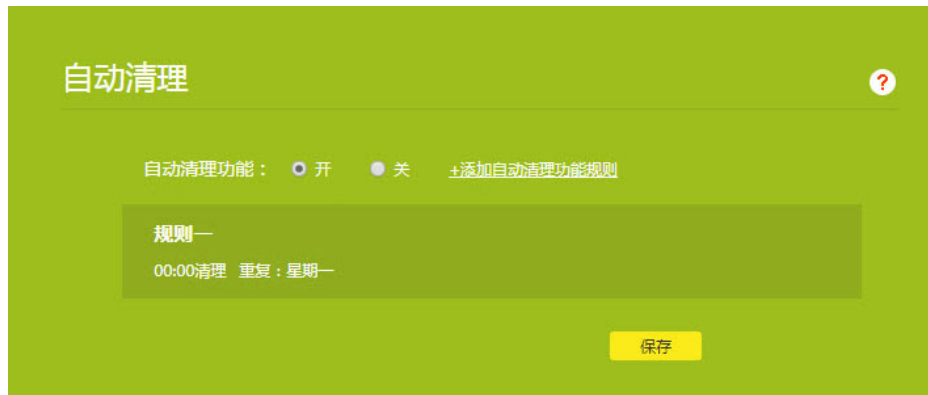 自动清理
?
自动清理功能： 开 关 +添加自动清理功能规则
规则一
00:00清理 重复：星期一
保存